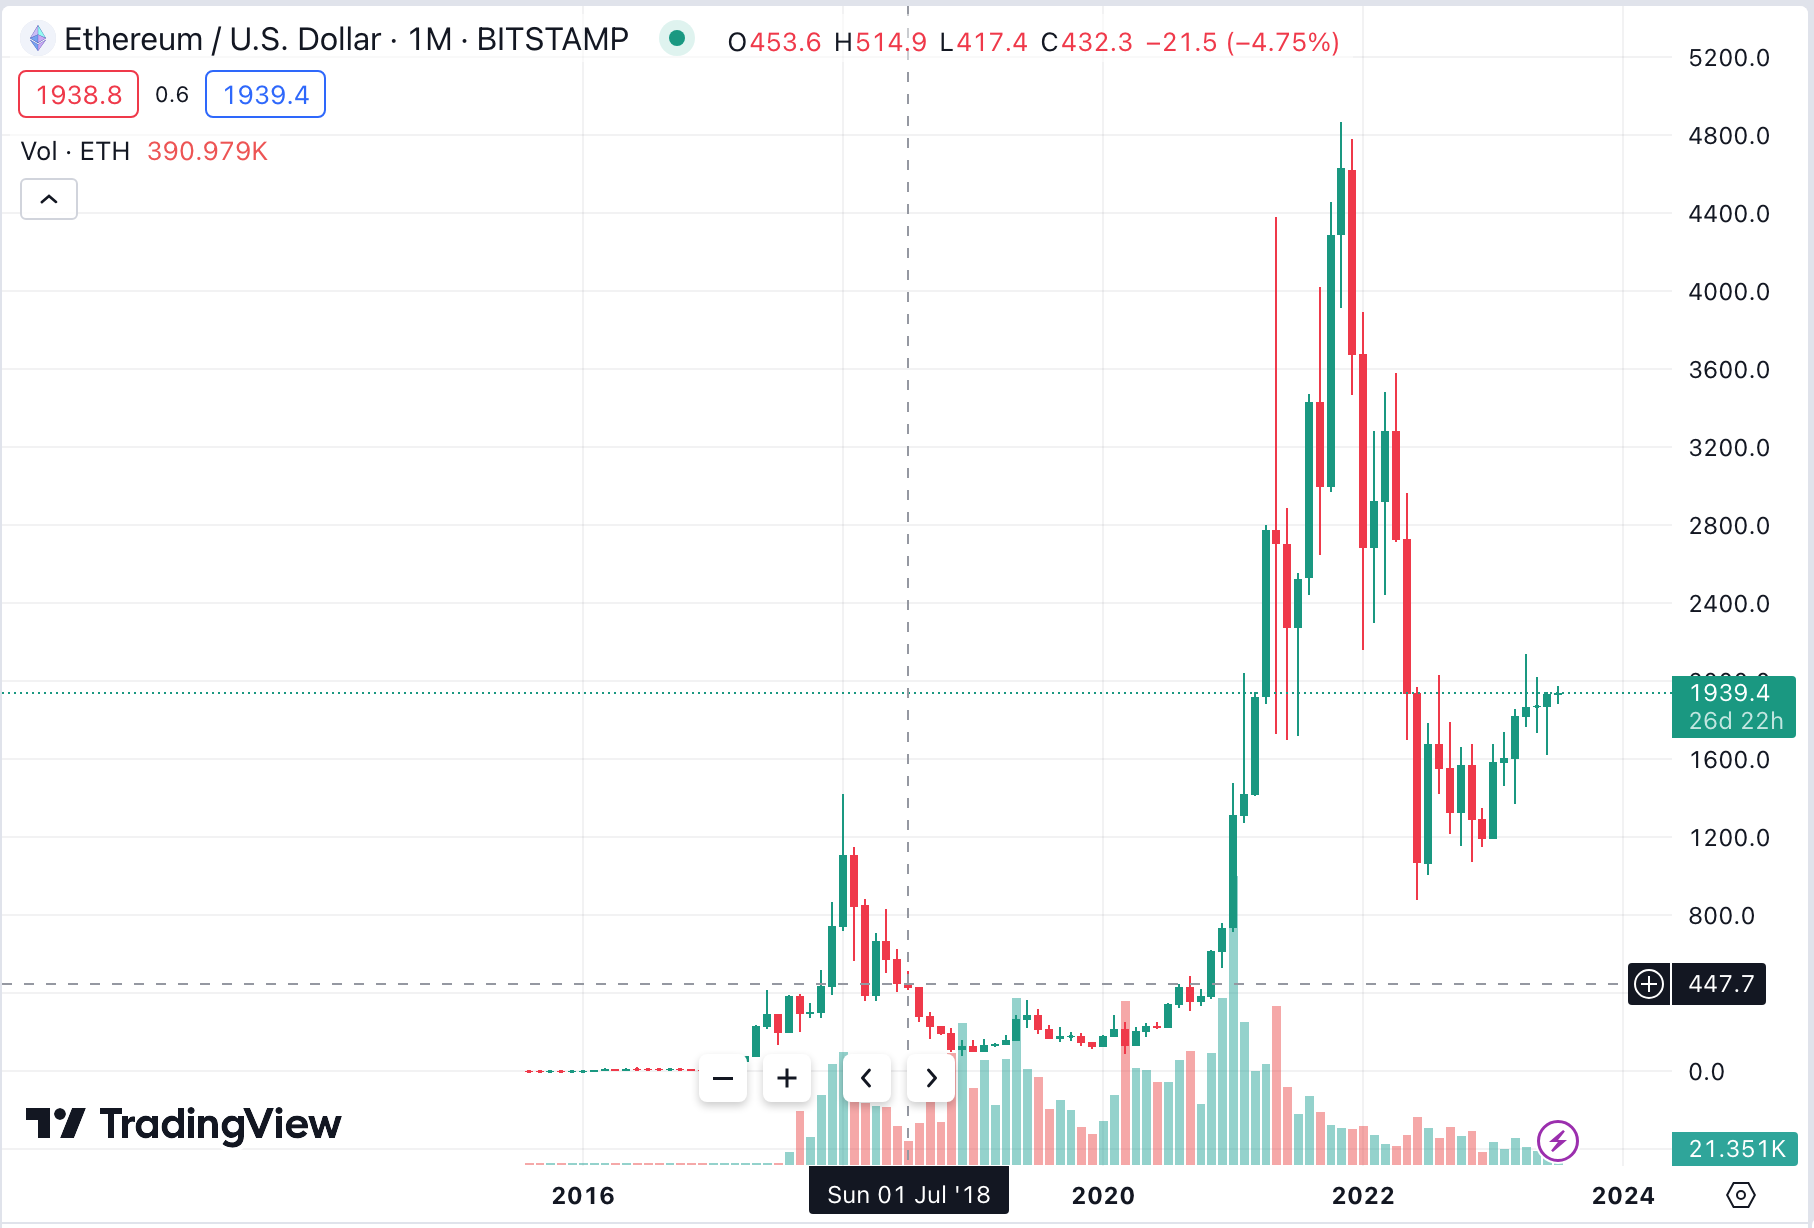 Ethereum / U.S. Dollar · 1M · BITSTAMP
O453.6 H514.9 L417.4 C432.3 −21.5 (−4.75%)
1938.8 0.6 1939.4
Vol · ETH 390.979K
5200.0
4800.0
4400.0
4000.0
3600.0
3200.0
2800.0
2400.0
1939.4
26d 22h
1600.0
1200.0
800.0
447.7
0.0
TradingView
21.351K
2016
Sun 01 Jul '18
2020
2022
2024